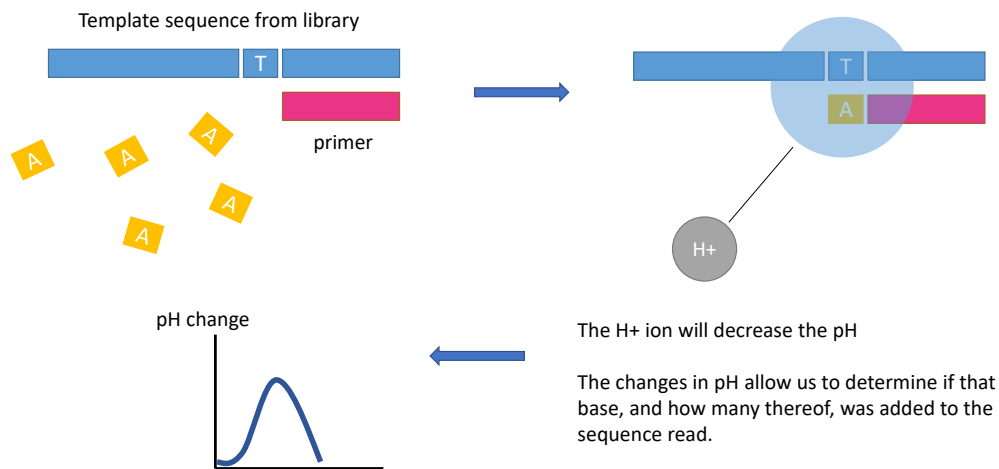 Template sequence from library
T
primer
A
A
A
A
A
T
A
H+
The H+ ion will decrease the pH
The changes in pH allow us to determine if that
base, and how many thereof, was added to the
sequence read.
pH change